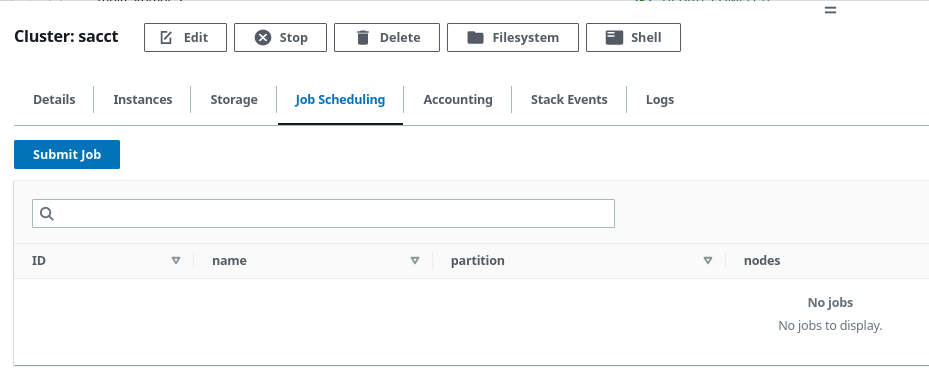 Cluster: sacct
Edit
Stop
Delete
Filesystem
Shell
Details
Instances
Storage
Job Scheduling
Accounting
Stack Events
Logs
Submit Job
ID
name
partition
nodes
No jobs
No jobs to display.